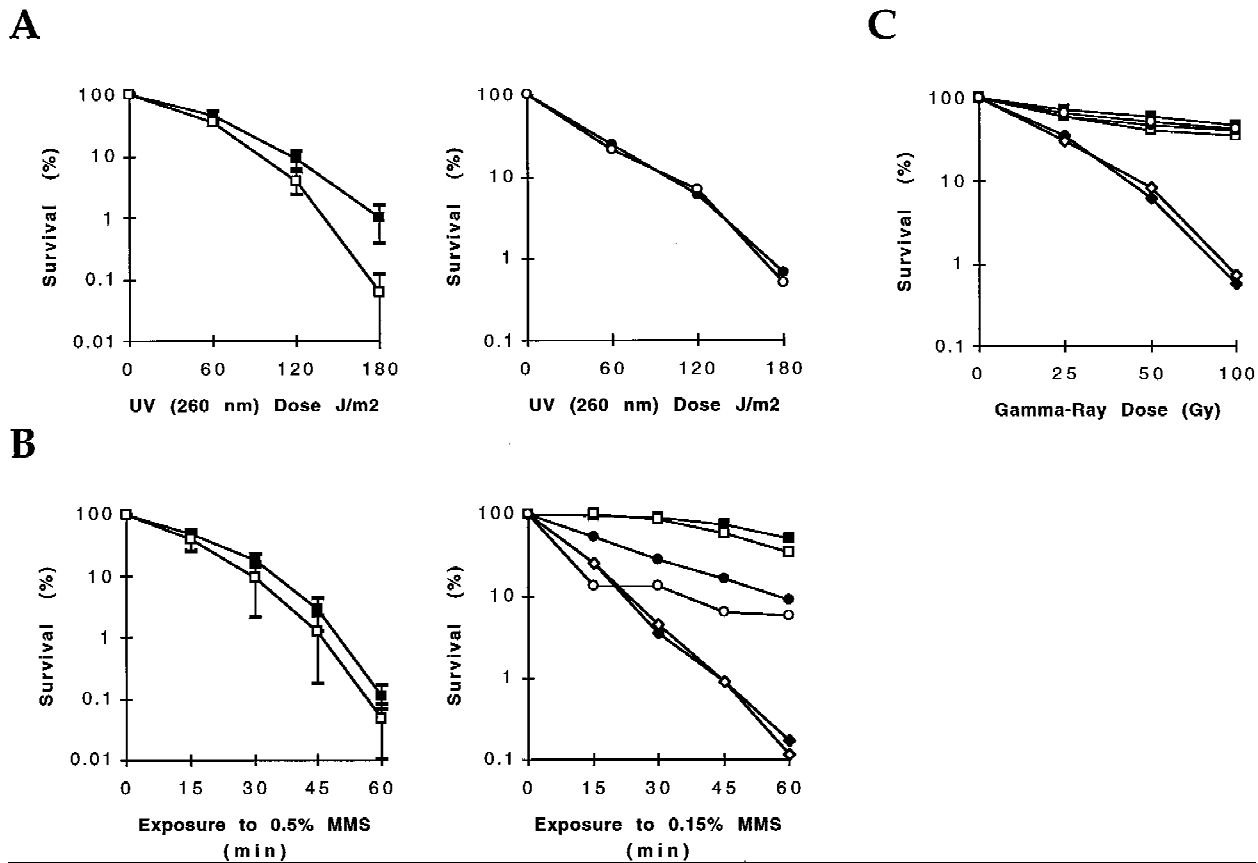 A
C
100
10
1
0.1
0.01
Survival (%)
0 60 120 180
UV (260 nm) Dose J/m2
100
10
1
0.1
Survival (%)
0 60 120 180
UV (260 nm) Dose J/m2
100
10
1
0.1
Survival (%)
0 25 50 100
Gamma-Ray Dose (Gy)
B
100
10
1
0.1
0.01
Survival (%)
0 15 30 45 60
Exposure to 0.5% MMS
(min)
100
10
1
0.1
Survival (%)
0 15 30 45 60
Exposure to 0.15% MMS
(min)